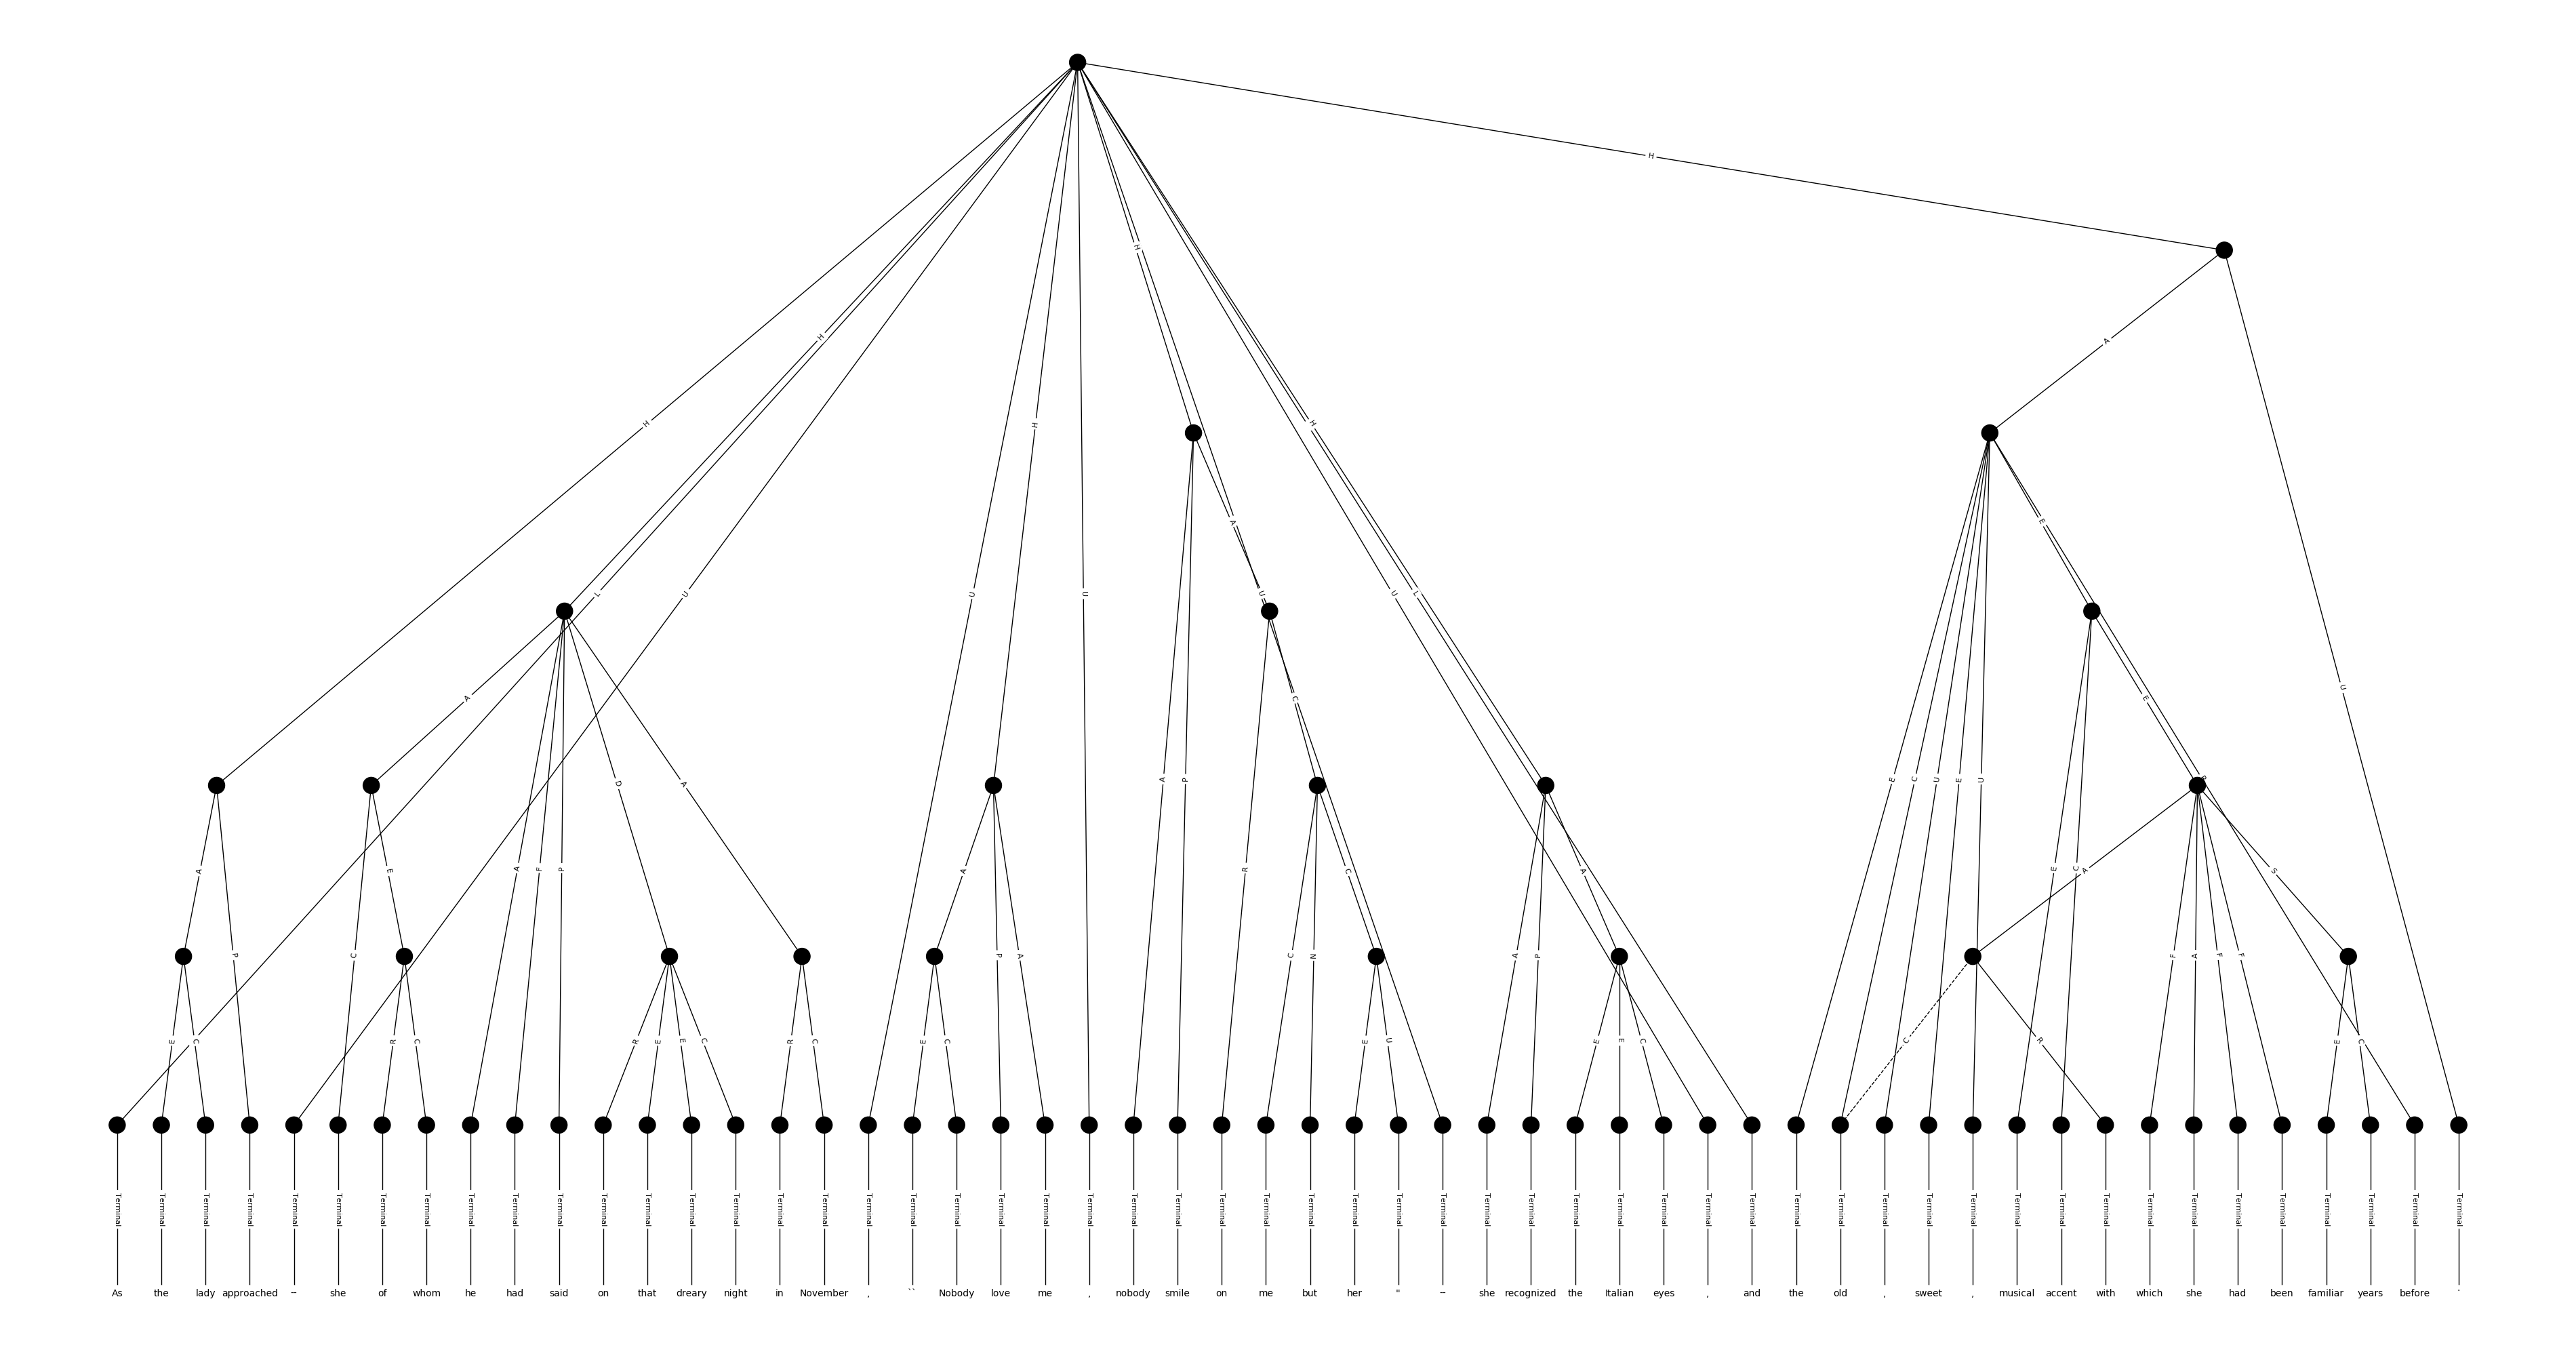 H
H
H
A
H
H
A
E
H
L
U
U
U
A
U
U
L
A
C
E
A
D
A
E
C
U
E
U
B
U
A
P
A
E
A
F
P
A
R
C
A
E
C
A
S
C
P
C
P
A
C
N
A
P
F
A
F
F
E
C
R
C
R
E
E
C
R
C
E
C
E
U
E
E
C
C
R
E
C
Terminal Terminal Terminal Terminal Terminal Terminal Terminal Terminal Terminal Terminal Terminal Terminal Terminal Terminal Terminal Terminal Terminal Terminal Terminal Terminal Terminal Terminal Terminal Terminal Terminal Terminal Terminal Terminal Terminal Terminal Terminal Terminal Terminal Terminal Terminal Terminal Terminal Terminal Terminal Terminal Terminal Terminal Terminal Terminal Terminal Terminal Terminal Terminal Terminal Terminal Terminal Terminal Terminal Terminal
As the lady approached -- she of whom he had said on that dreary night in November , `` Nobody love me , nobody smile on me but her " -- she recognized the Italian eyes , and the old , sweet , musical accent with which she had been familiar years before .